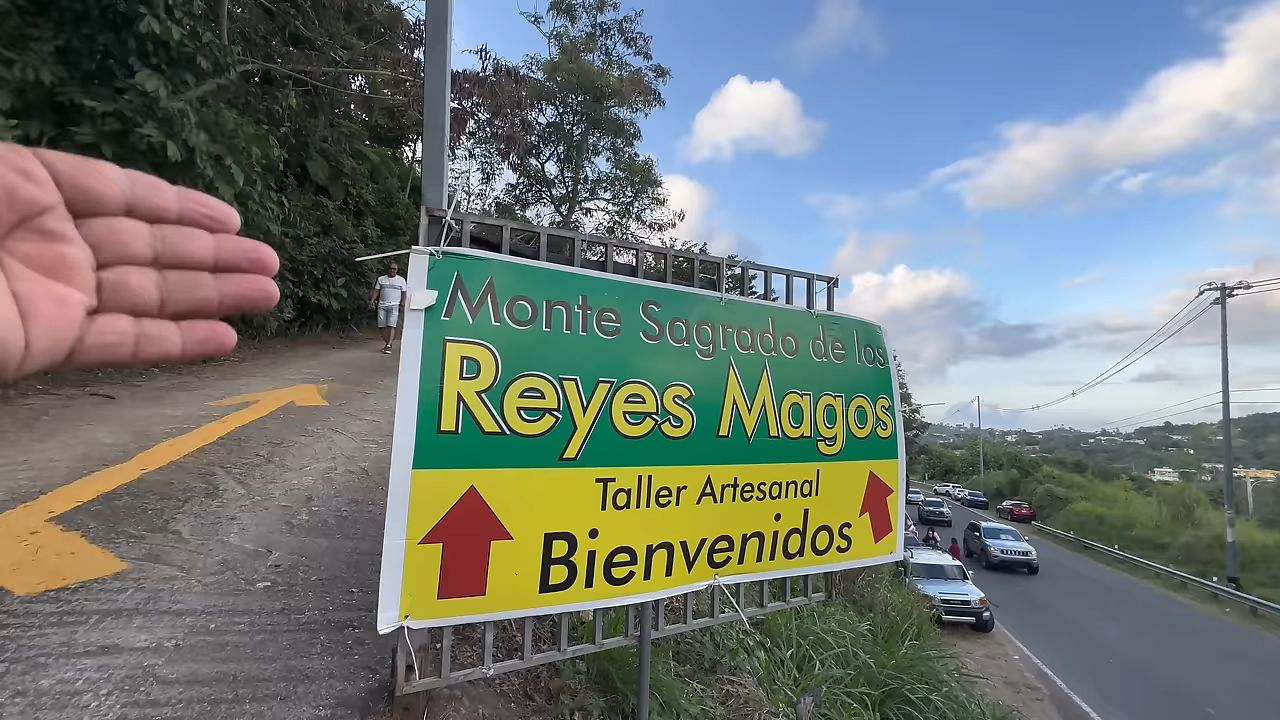 Monte Sagrado de los
Reyes Magos
Taller Artesanal
Bienvenidos